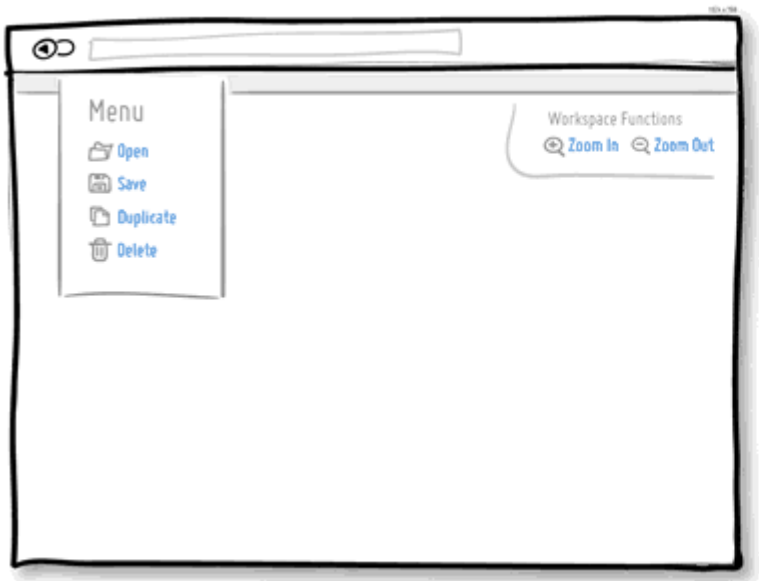 Menu
Open
Save
Duplicate
Delete
Workspace Functions
Zoom In Zoom Out